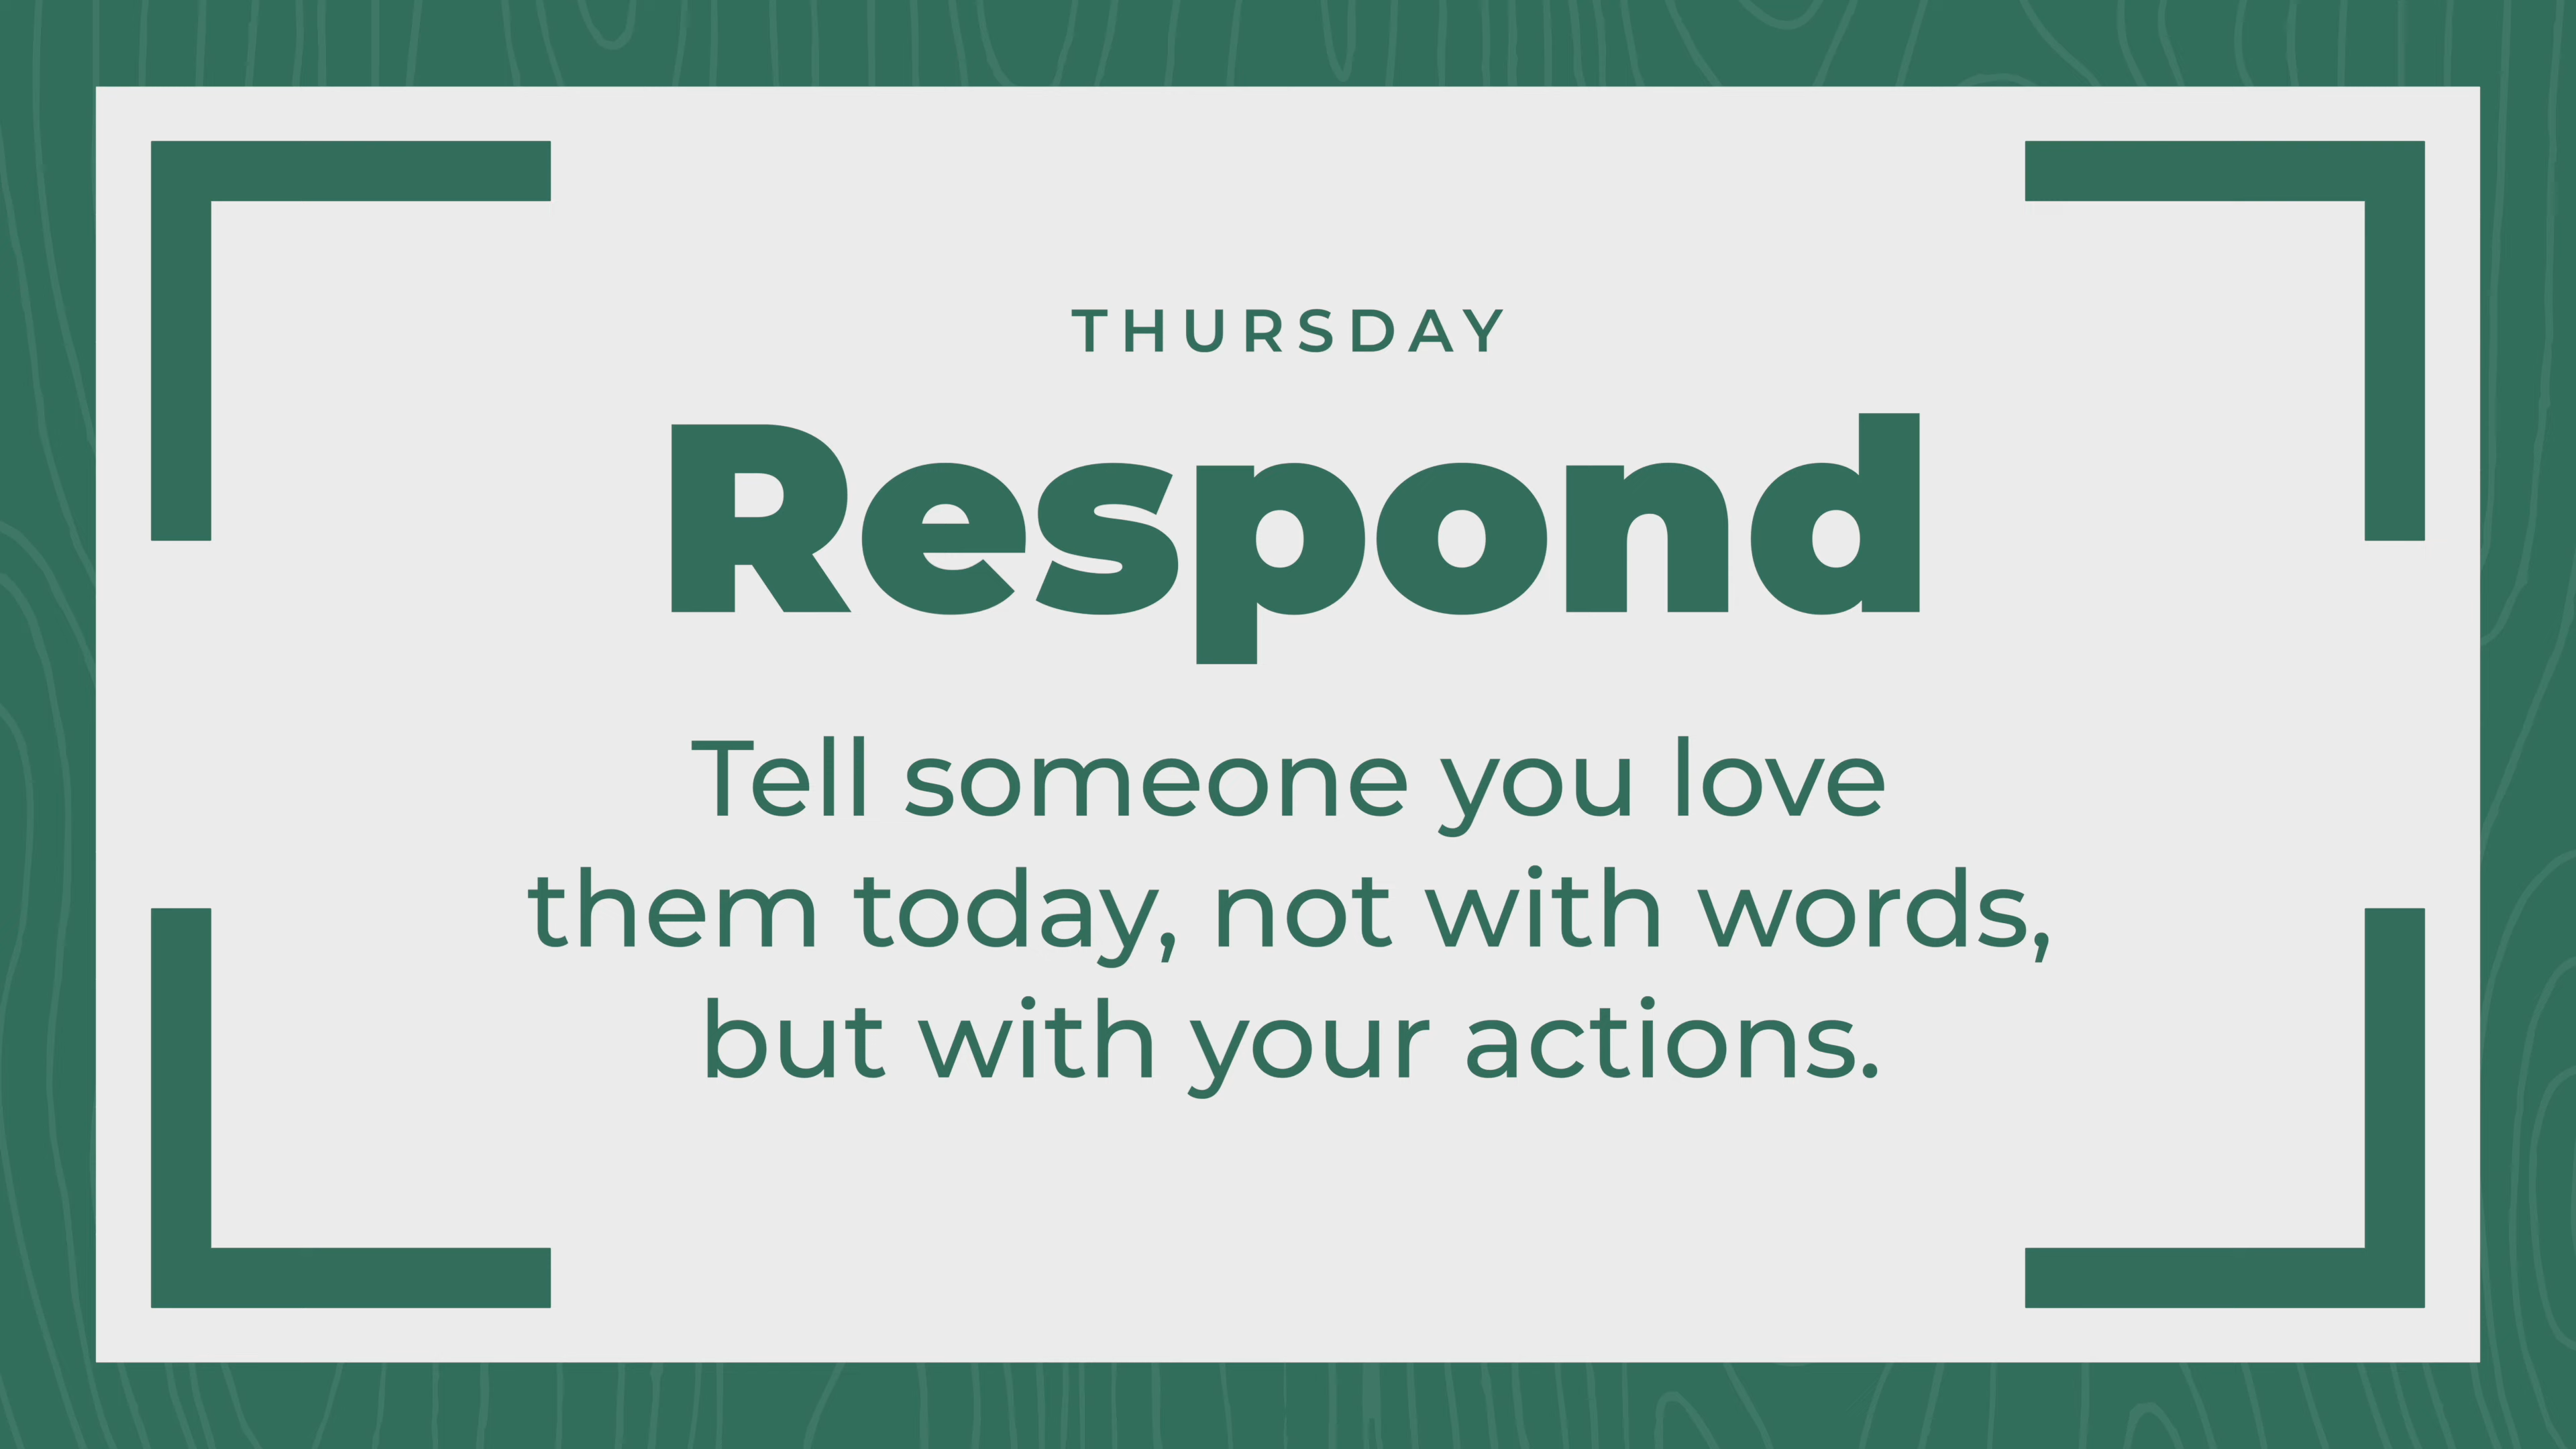 THURSDAY
Respond
Tell someone you love
them today, not with words,
but with your actions.